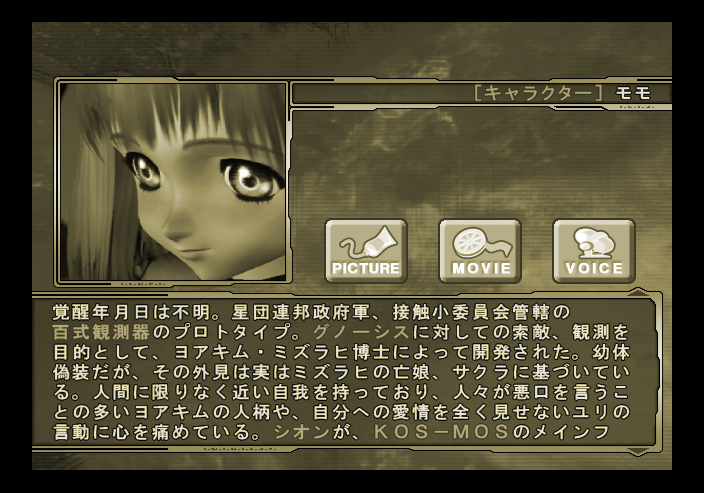 [キャラクター] モモ
PICTURE
MOVIE
VOICE
覚醒年月日は不明。星団連邦政府軍、接触小委員会管轄の
百式観測器のプロトタイプ。グノーシスに対しての索敵、観測を
目的として、ヨアキム・ミズラヒ博士によって開発された。幼体
偽装だが、その外見は実はミズラヒの亡娘、サクラに基づいてい
る。人間に限りなく近い自我を持っており、人々が悪口を言うこ
との多いヨアキムの人柄や、自分への愛情を全く見せないユリの
言動に心を痛めている。シオンが、KOS－MOSのメインフ